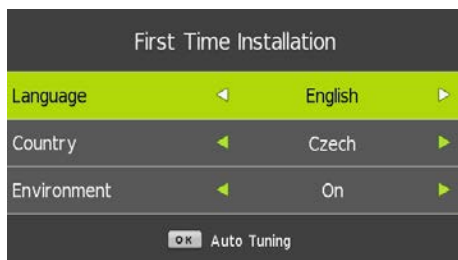 First Time Installation
Language English
Country Czech
Environment On
OK Auto Tuning